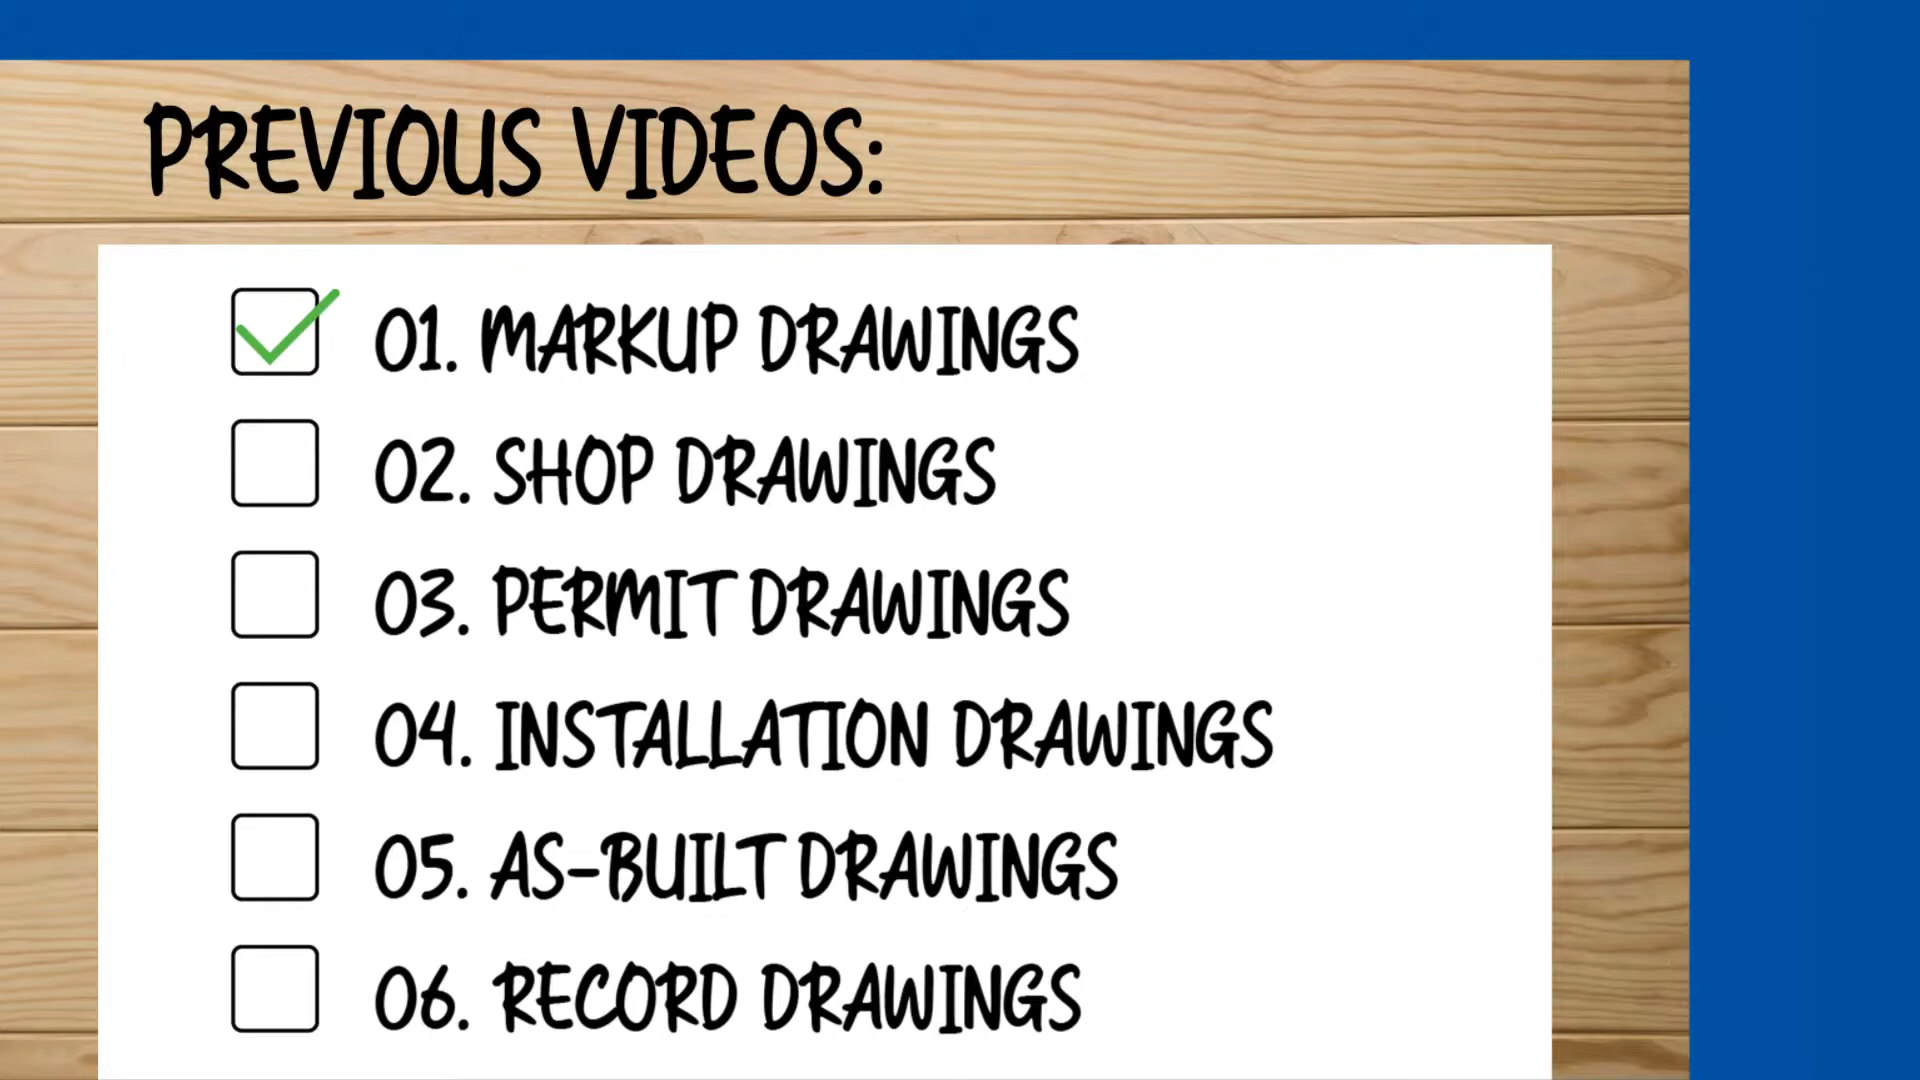 PREVIOUS VIDEOS:
01. MARKUP DRAWINGS
02. SHOP DRAWINGS
03. PERMIT DRAWINGS
04. INSTALLATION DRAWINGS
05. AS-BUILT DRAWINGS
06. RECORD DRAWINGS